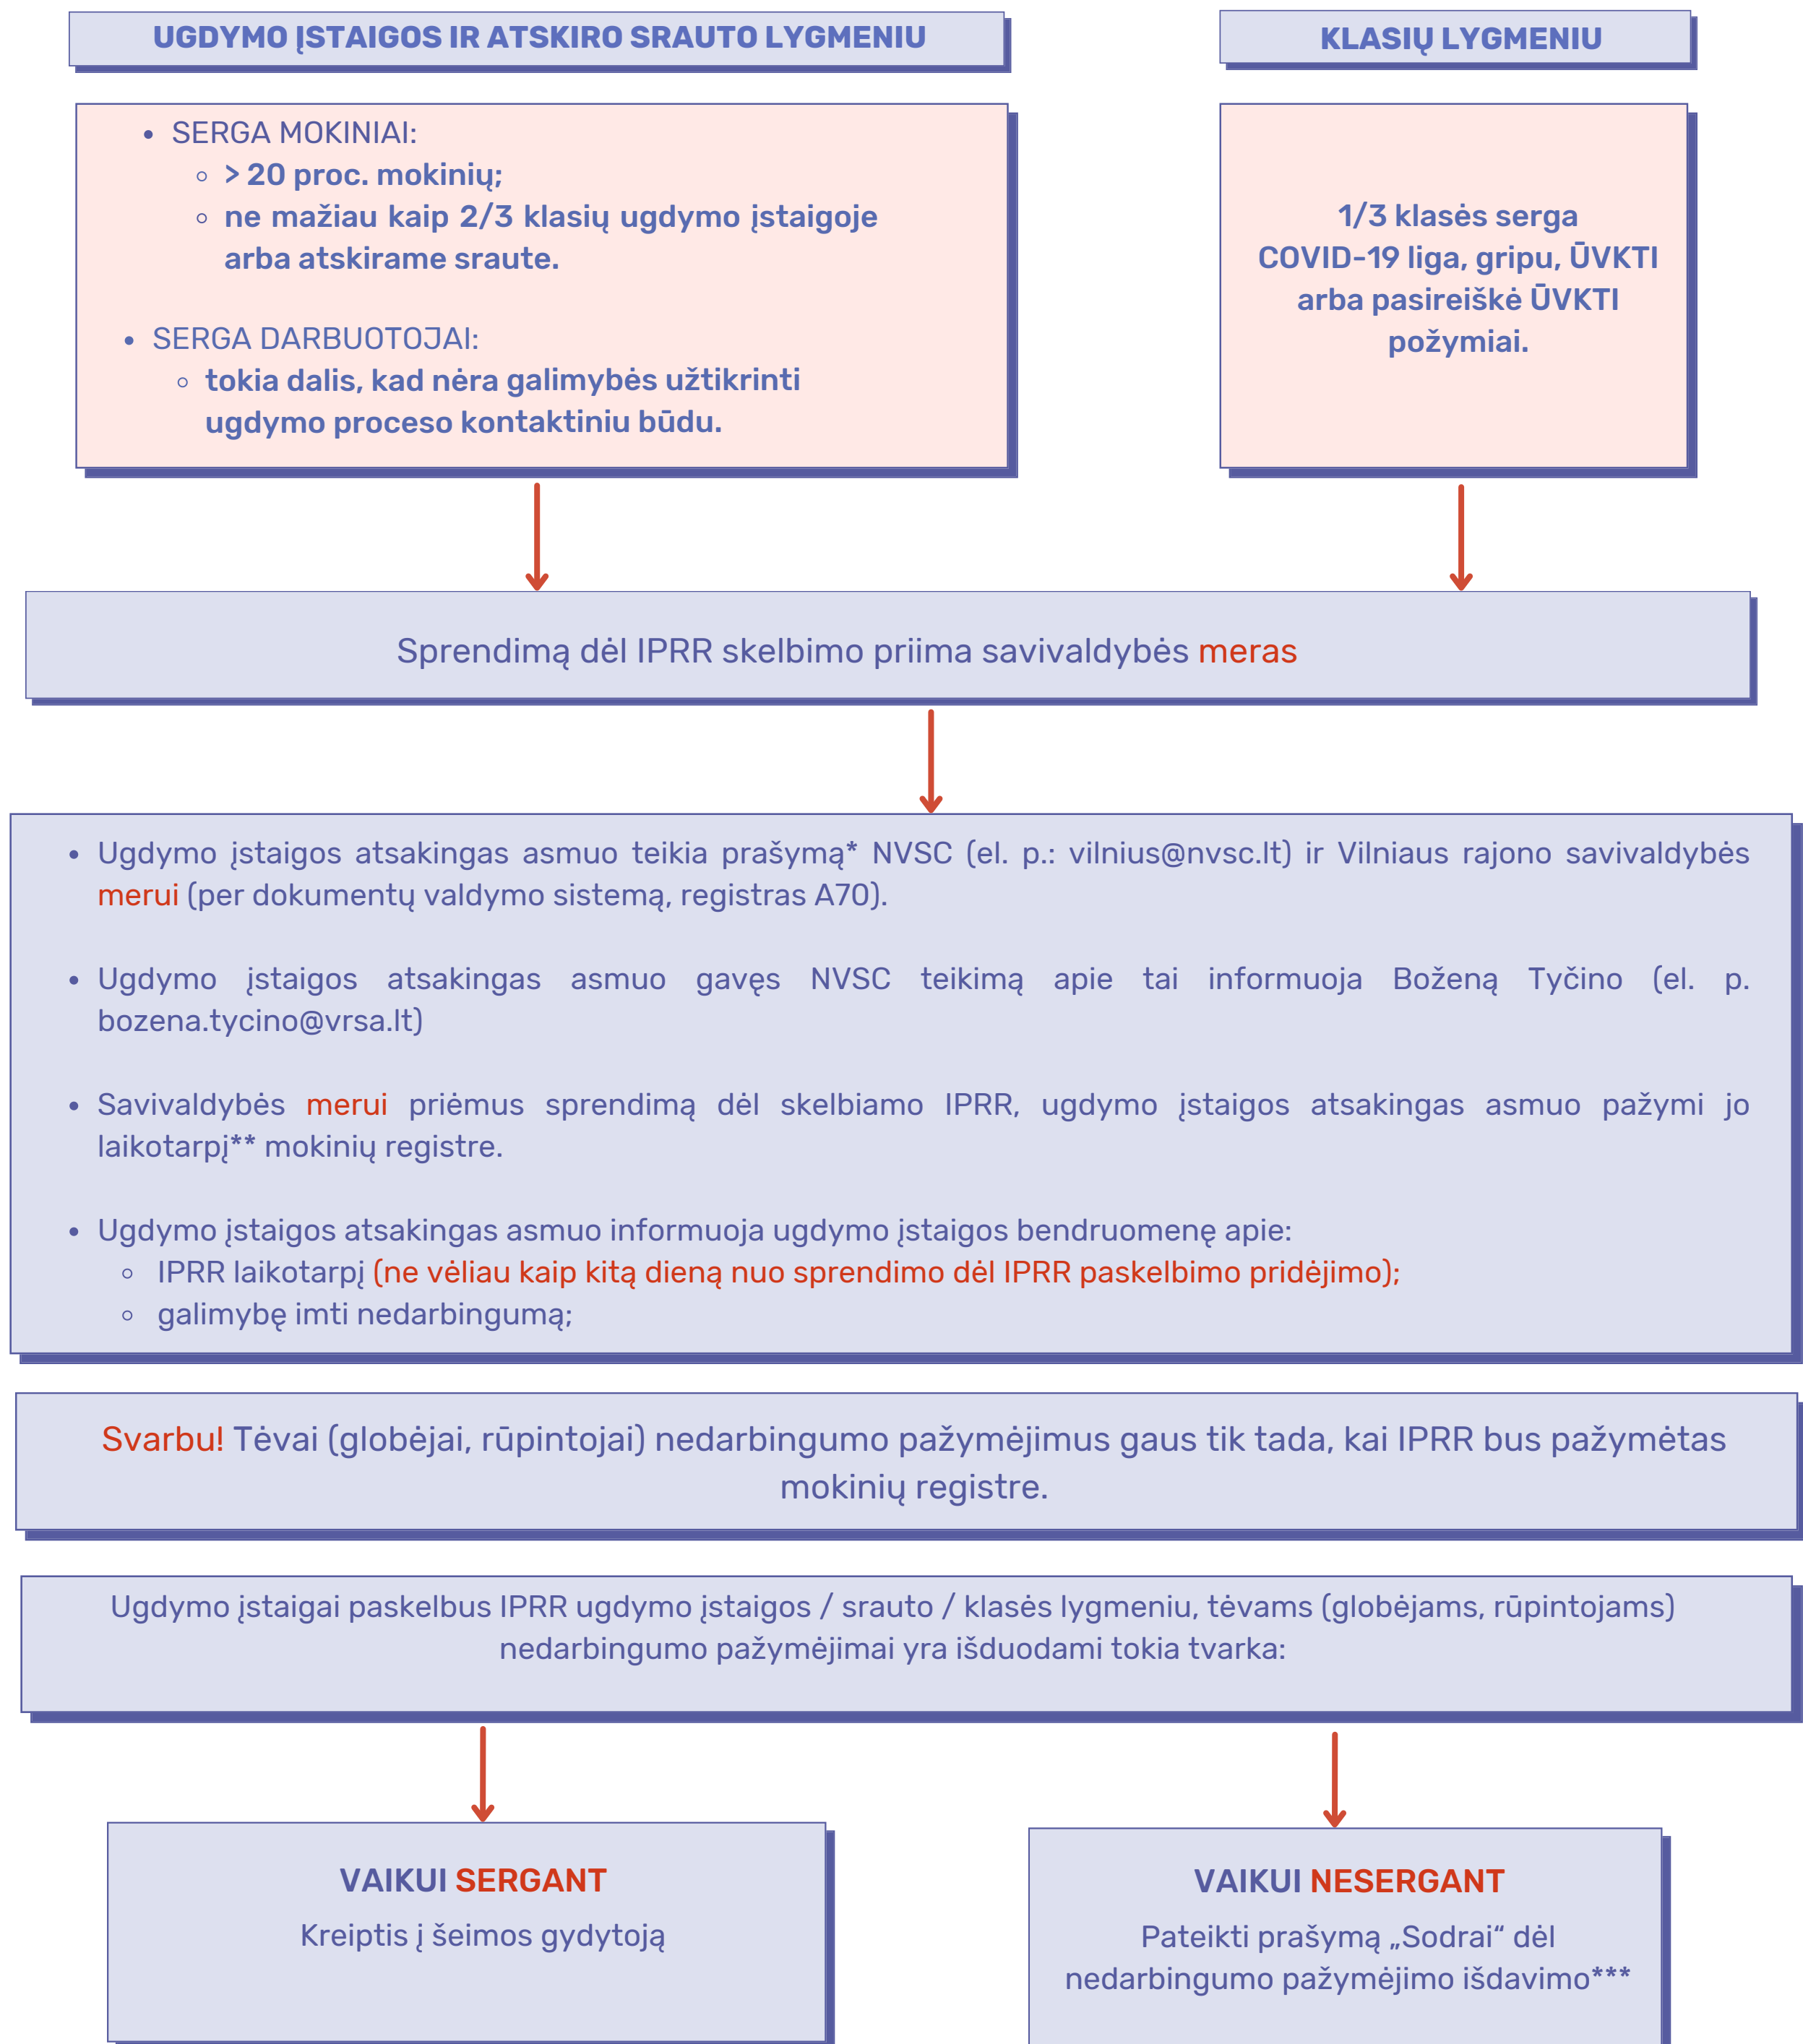 UGDYMO ĮSTAIGOS IR ATSKIRO SRAUTO LYGMENIU
• SERGA MOKINIAI:
◦ > 20 proc. mokinių;
◦ ne mažiau kaip 2/3 klasių ugdymo įstaigoje
arba atskirame sraute.
• SERGA DARBUOTOJAI:
◦ tokia dalis, kad nėra galimybės užtikrinti
ugdymo proceso kontaktiniu būdu.
KLASIŲ LYGMENIU
1/3 klasės serga
COVID-19 liga, gripu, ŪVKTI
arba pasireiškė ŪVKTI
požymiai.
Sprendimą dėl IPRR skelbimo priima savivaldybės meras
• Ugdymo įstaigos atsakingas asmuo teikia prašymą* NVSC (el. p.: vilnius@nvsc.lt) ir Vilniaus rajono savivaldybės
merui (per dokumentų valdymo sistemą, registras A70).
• Ugdymo įstaigos atsakingas asmuo gavęs NVSC teikimą apie tai informuoja Boženą Tyčino (el. p.
bozena.tycino@vrsa.lt)
• Savivaldybės merui priėmus sprendimą dėl skelbiamo IPRR, ugdymo įstaigos atsakingas asmuo pažymi jo
laikotarpį** mokinių registre.
• Ugdymo įstaigos atsakingas asmuo informuoja ugdymo įstaigos bendruomenę apie:
◦ IPRR laikotarpį (ne vėliau kaip kitą dieną nuo sprendimo dėl IPRR paskelbimo pridėjimo);
◦ galimybę imti nedarbingumą;
Svarbu! Tėvai (globėjai, rūpintojai) nedarbingumo pažymėjimus gaus tik tada, kai IPRR bus pažymėtas
mokinių registre.
Ugdymo įstaigai paskelbus IPRR ugdymo įstaigos / srauto / klasės lygmeniu, tėvams (globėjams, rūpintojams)
nedarbingumo pažymėjimai yra išduodami tokia tvarka:
VAIKUI SERGANT
Kreiptis į šeimos gydytoją
VAIKUI NESERGANT
Pateikti prašymą „Sodrai“ dėl
nedarbingumo pažymėjimo išdavimo***